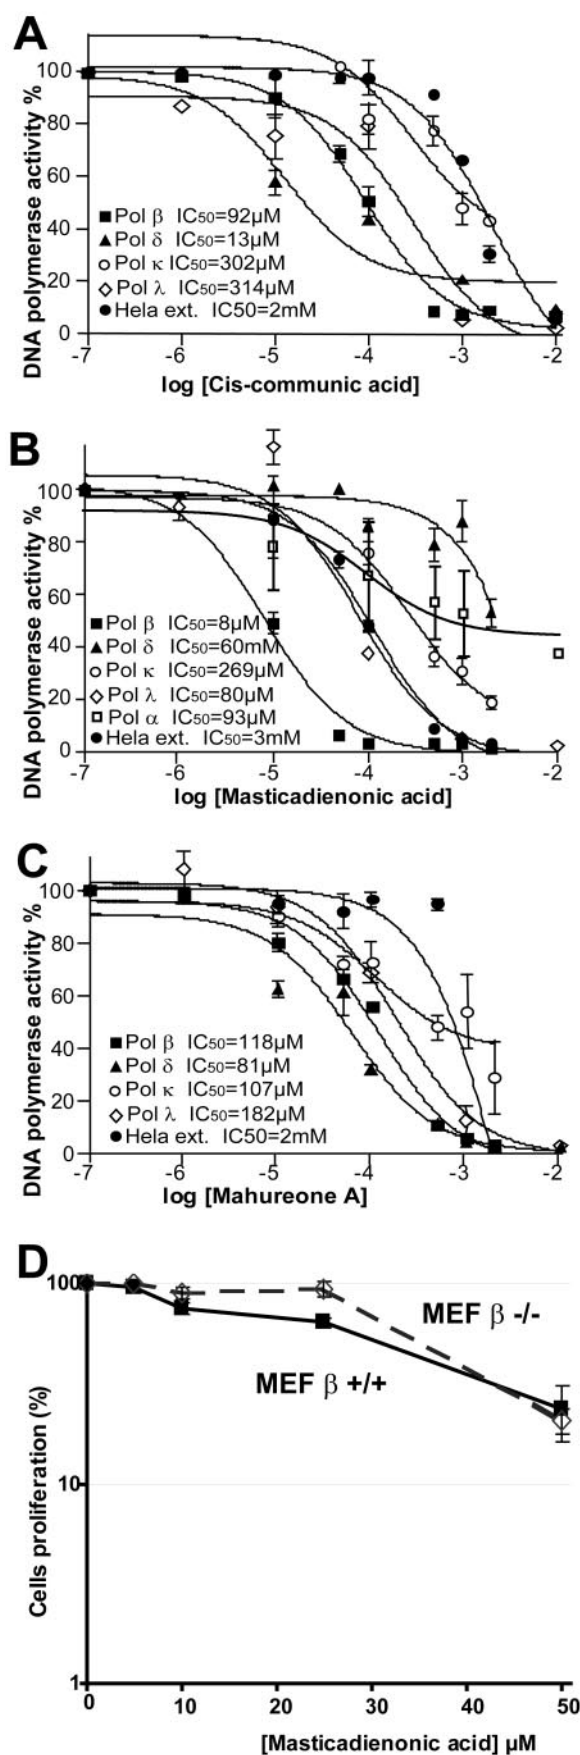 A
DNA polymerase activity %
100
80
60
40
20
0
■ Pol β IC50=92µM
▲ Pol δ IC50=13µM
○ Pol κ IC50=302µM
◇ Pol λ IC50=314µM
● Hela ext. IC50=2mM
-7 -6 -5 -4 -3 -2
log [Cis-communic acid]
B
DNA polymerase activity %
100
80
60
40
20
0
■ Pol β IC50=8µM
▲ Pol δ IC50=60mM
○ Pol κ IC50=269µM
◇ Pol λ IC50=80µM
□ Pol α IC50=93µM
● Hela ext. IC50=3mM
-7 -6 -5 -4 -3 -2
log [Masticadienonic acid]
C
DNA polymerase activity %
100
80
60
40
20
0
■ Pol β IC50=118µM
▲ Pol δ IC50=81µM
○ Pol κ IC50=107µM
◇ Pol λ IC50=182µM
● Hela ext. IC50=2mM
-7 -6 -5 -4 -3 -2
log [Mahureone A]
D
Cells proliferation (%)
100
10
1
MEF β -/-
MEF β +/+
0 10 20 30 40 50
[Masticadienonic acid] µM